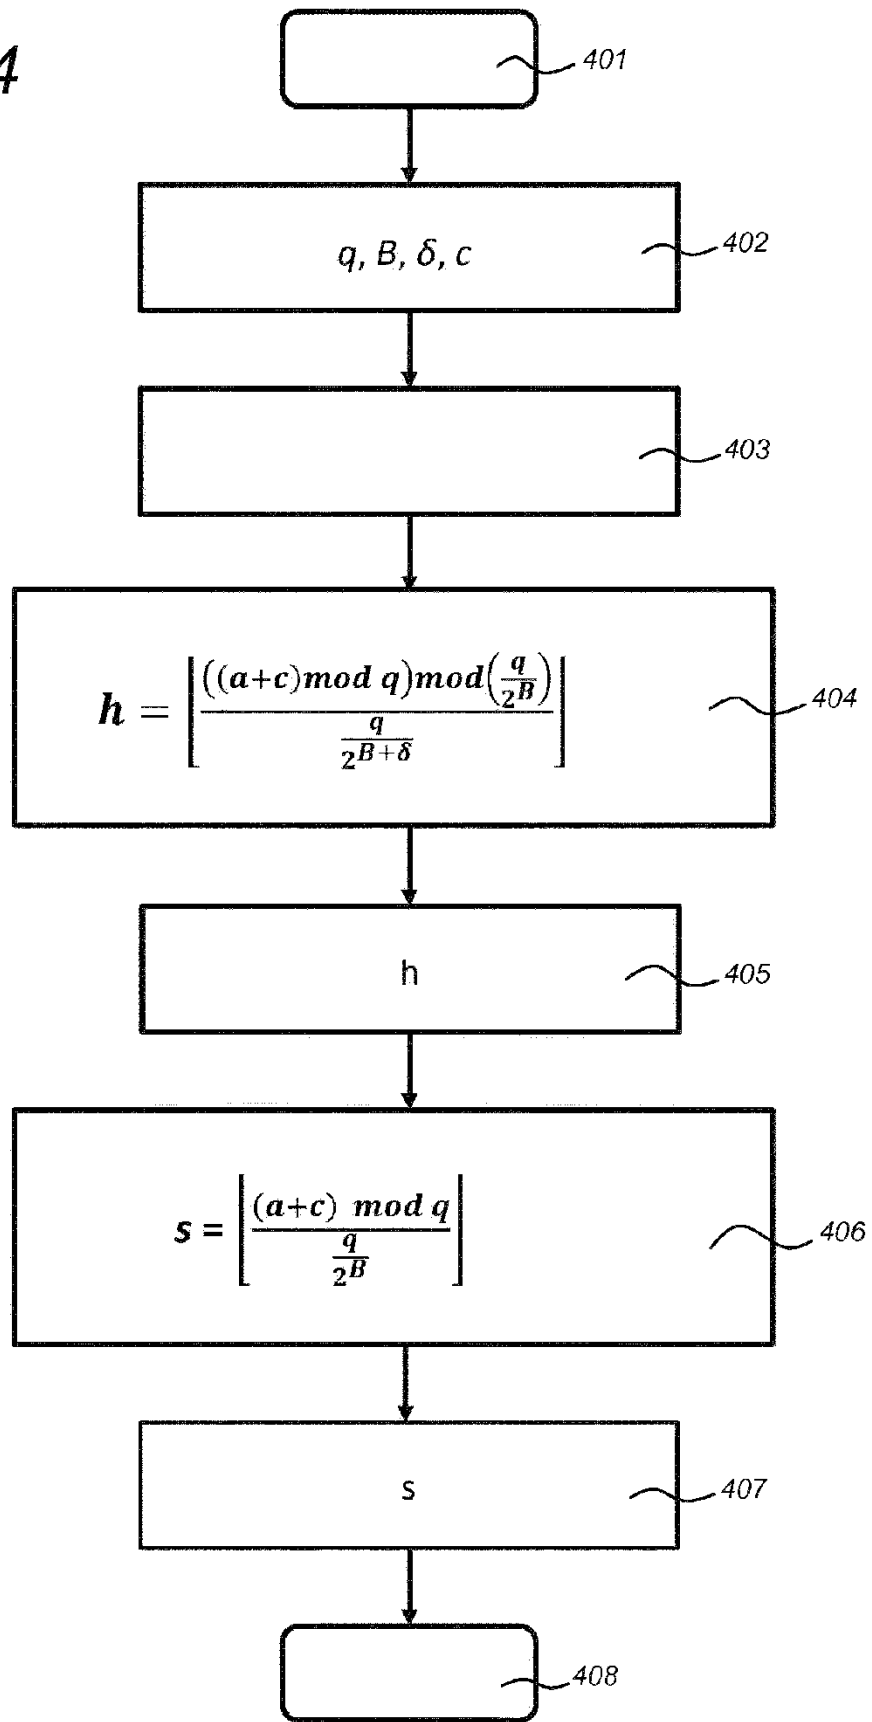 4
401
q, B, δ, c
402
403
h = ⌊((a+c)mod q)mod(q/2^B) / (q/2^(B+δ))⌋
404
h
405
s = ⌊(a+c) mod q / (q/2^B)⌋
406
s
407
408